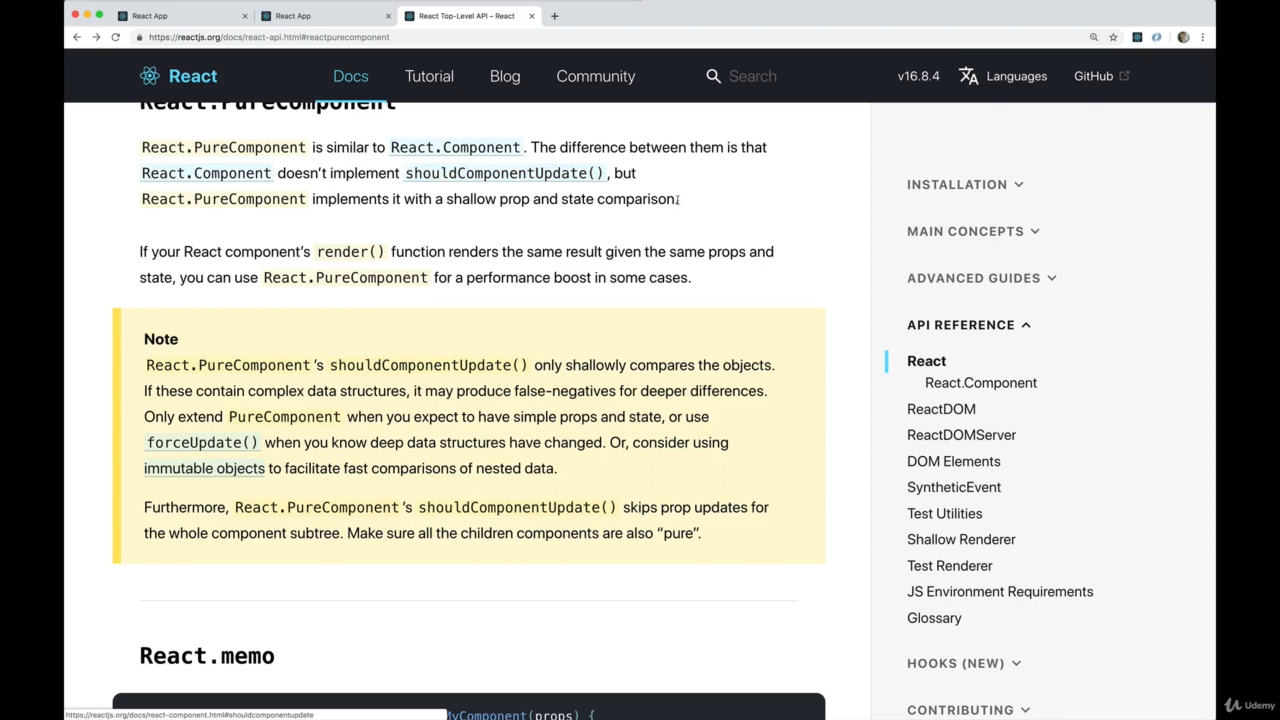 React App
React App
React Top-Level API – React
https://reactjs.org/docs/react-api.html#reactpurecomponent
React
Docs
Tutorial
Blog
Community
Search
v16.8.4
Languages
GitHub
React.PureComponent
React.PureComponent is similar to React.Component. The difference between them is that
React.Component doesn’t implement shouldComponentUpdate(), but
React.PureComponent implements it with a shallow prop and state comparison.
If your React component’s render() function renders the same result given the same props and
state, you can use React.PureComponent for a performance boost in some cases.
Note
React.PureComponent’s shouldComponentUpdate() only shallowly compares the objects.
If these contain complex data structures, it may produce false-negatives for deeper differences.
Only extend PureComponent when you expect to have simple props and state, or use
forceUpdate() when you know deep data structures have changed. Or, consider using
immutable objects to facilitate fast comparisons of nested data.
Furthermore, React.PureComponent’s shouldComponentUpdate() skips prop updates for
the whole component subtree. Make sure all the children components are also “pure”.
React.memo
MyComponent(props) {
https://reactjs.org/docs/react-component.html#shouldcomponentupdate
INSTALLATION
MAIN CONCEPTS
ADVANCED GUIDES
API REFERENCE
React
React.Component
ReactDOM
ReactDOMServer
DOM Elements
SyntheticEvent
Test Utilities
Shallow Renderer
Test Renderer
JS Environment Requirements
Glossary
HOOKS (NEW)
CONTRIBUTING
Udemy